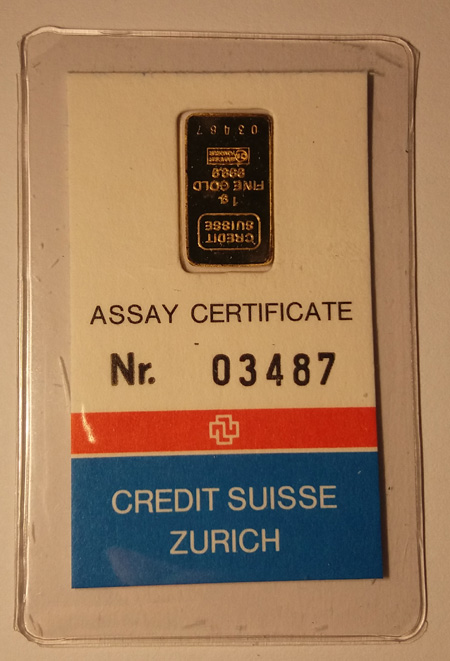 CREDIT
SUISSE
1 g
FINE GOLD
999,9
03487
ASSAY CERTIFICATE
Nr. 03487
CREDIT SUISSE
ZURICH